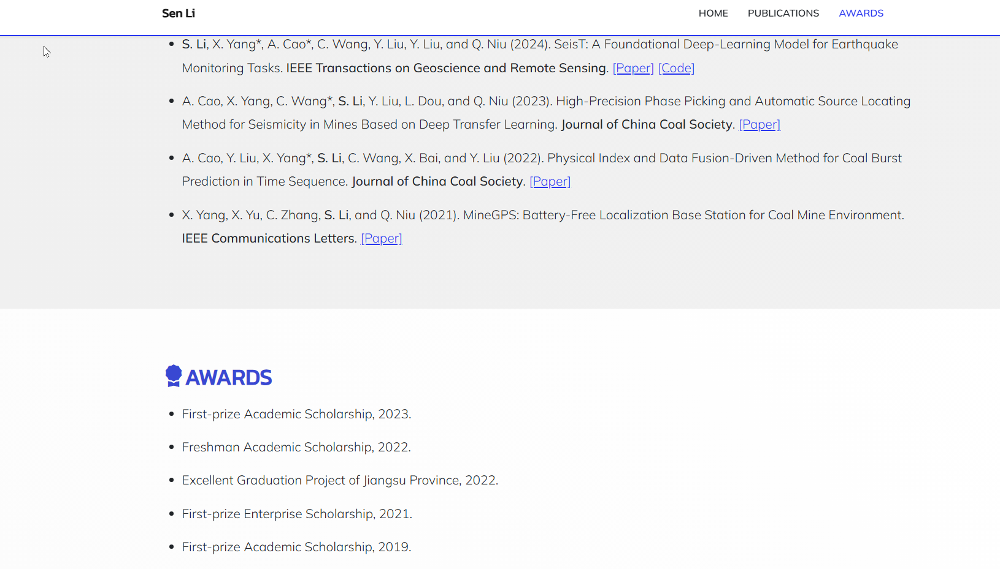 Sen Li
HOME PUBLICATIONS AWARDS
S. Li, X. Yang*, A. Cao*, C. Wang, Y. Liu, Y. Liu, and Q. Niu (2024). SeisT: A Foundational Deep-Learning Model for Earthquake
Monitoring Tasks. IEEE Transactions on Geoscience and Remote Sensing. [Paper] [Code]
A. Cao, X. Yang, C. Wang*, S. Li, Y. Liu, L. Dou, and Q. Niu (2023). High-Precision Phase Picking and Automatic Source Locating
Method for Seismicity in Mines Based on Deep Transfer Learning. Journal of China Coal Society. [Paper]
A. Cao, Y. Liu, X. Yang*, S. Li, C. Wang, X. Bai, and Y. Liu (2022). Physical Index and Data Fusion-Driven Method for Coal Burst
Prediction in Time Sequence. Journal of China Coal Society. [Paper]
X. Yang, X. Yu, C. Zhang, S. Li, and Q. Niu (2021). MineGPS: Battery-Free Localization Base Station for Coal Mine Environment.
IEEE Communications Letters. [Paper]
AWARDS
First-prize Academic Scholarship, 2023.
Freshman Academic Scholarship, 2022.
Excellent Graduation Project of Jiangsu Province, 2022.
First-prize Enterprise Scholarship, 2021.
First-prize Academic Scholarship, 2019.